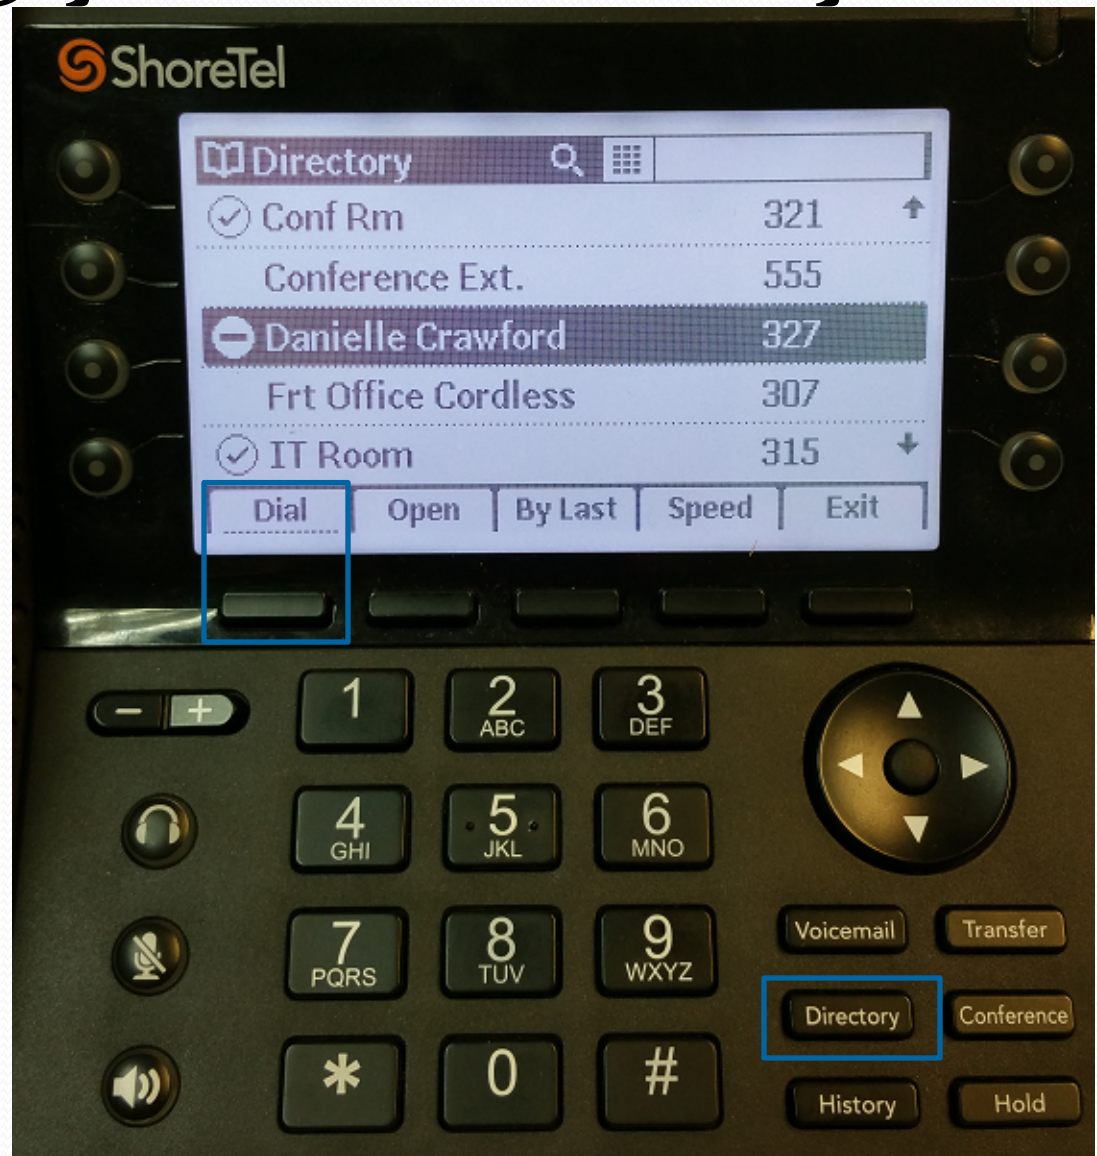 ShoreTel
Directory
Conf Rm 321
Conference Ext. 555
Danielle Crawford 327
Frt Office Cordless 307
IT Room 315
Dial Open By Last Speed Exit
- +
1 2 ABC 3 DEF
4 GHI 5 JKL 6 MNO
7 PQRS 8 TUV 9 WXYZ
* 0 #
Voicemail Transfer
Directory Conference
History Hold